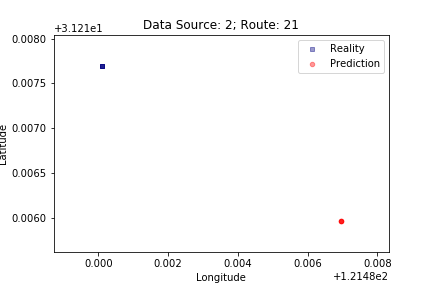 Data Source: 2; Route: 21
+3.121e1
0.0080
0.0075
0.0070
0.0065
0.0060
Latitude
Reality
Prediction
0.000 0.002 0.004 0.006 0.008
Longitude
+1.2148e2